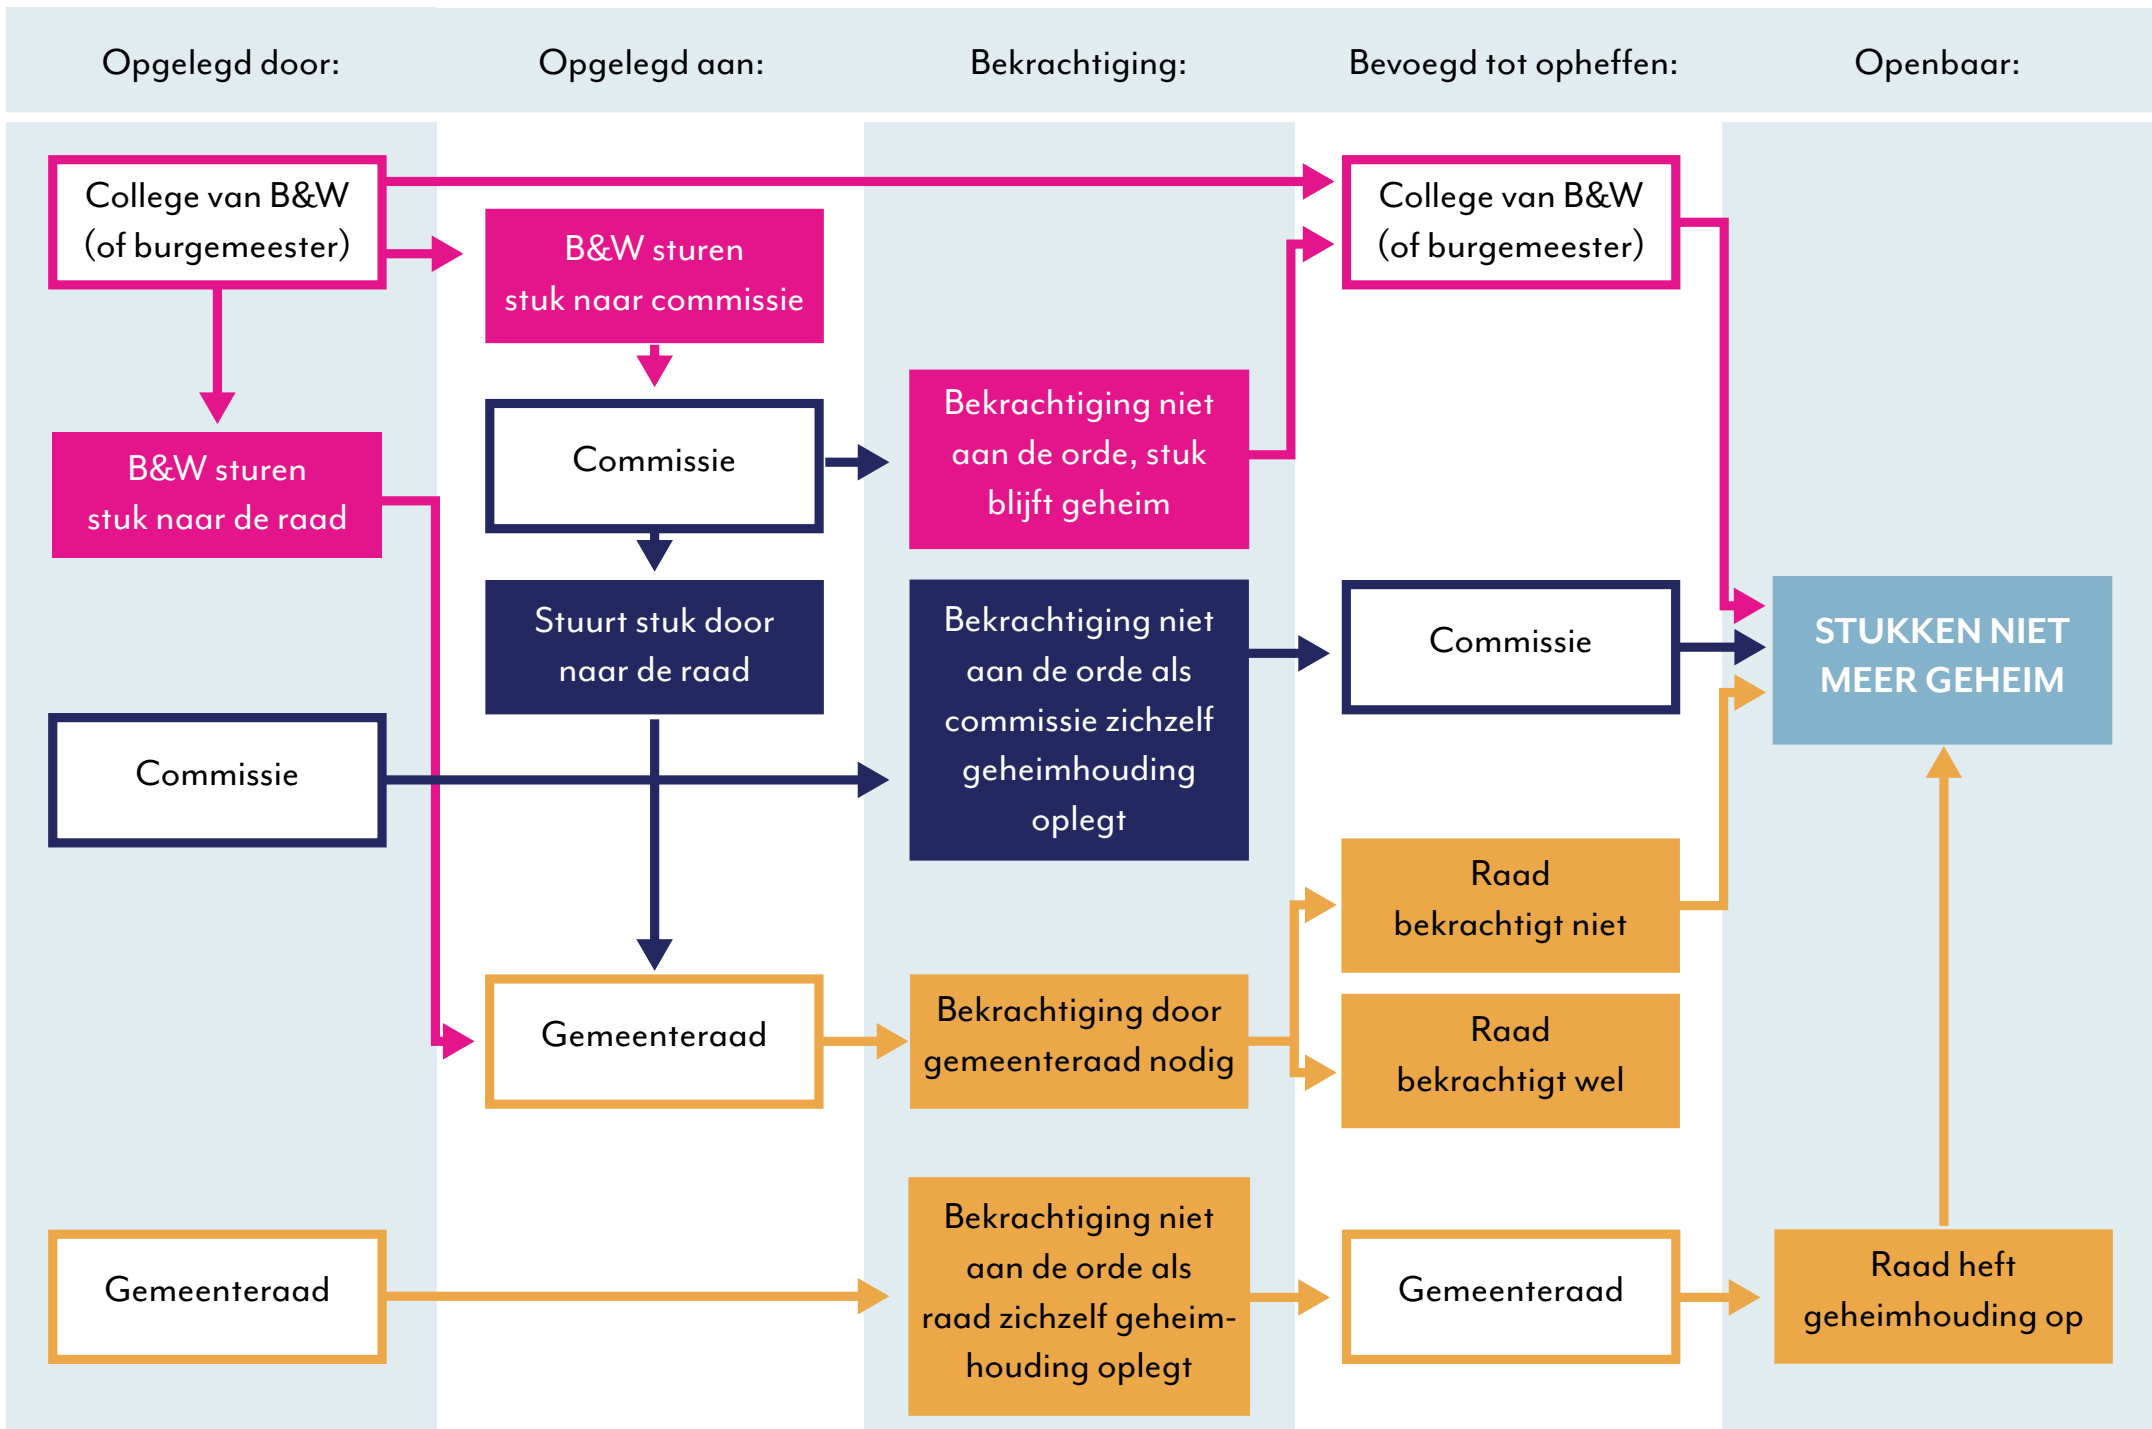 Opgelegd door:
Opgelegd aan:
Bekrachtiging:
Bevoegd tot opheffen:
Openbaar:
College van B&W
(of burgemeester)
B&W sturen
stuk naar de raad
Commissie
Gemeenteraad
B&W sturen
stuk naar commissie
Commissie
Stuurt stuk door
naar de raad
Gemeenteraad
Bekrachtiging niet
aan de orde, stuk
blijft geheim
Bekrachtiging niet
aan de orde als
commissie zichzelf
geheimhouding
oplegt
Bekrachtiging door
gemeenteraad nodig
Bekrachtiging niet
aan de orde als
raad zichzelf geheim-
houding oplegt
College van B&W
(of burgemeester)
Commissie
Raad
bekrachtigt niet
Raad
bekrachtigt wel
Gemeenteraad
STUKKEN NIET
MEER GEHEIM
Raad heft
geheimhouding op